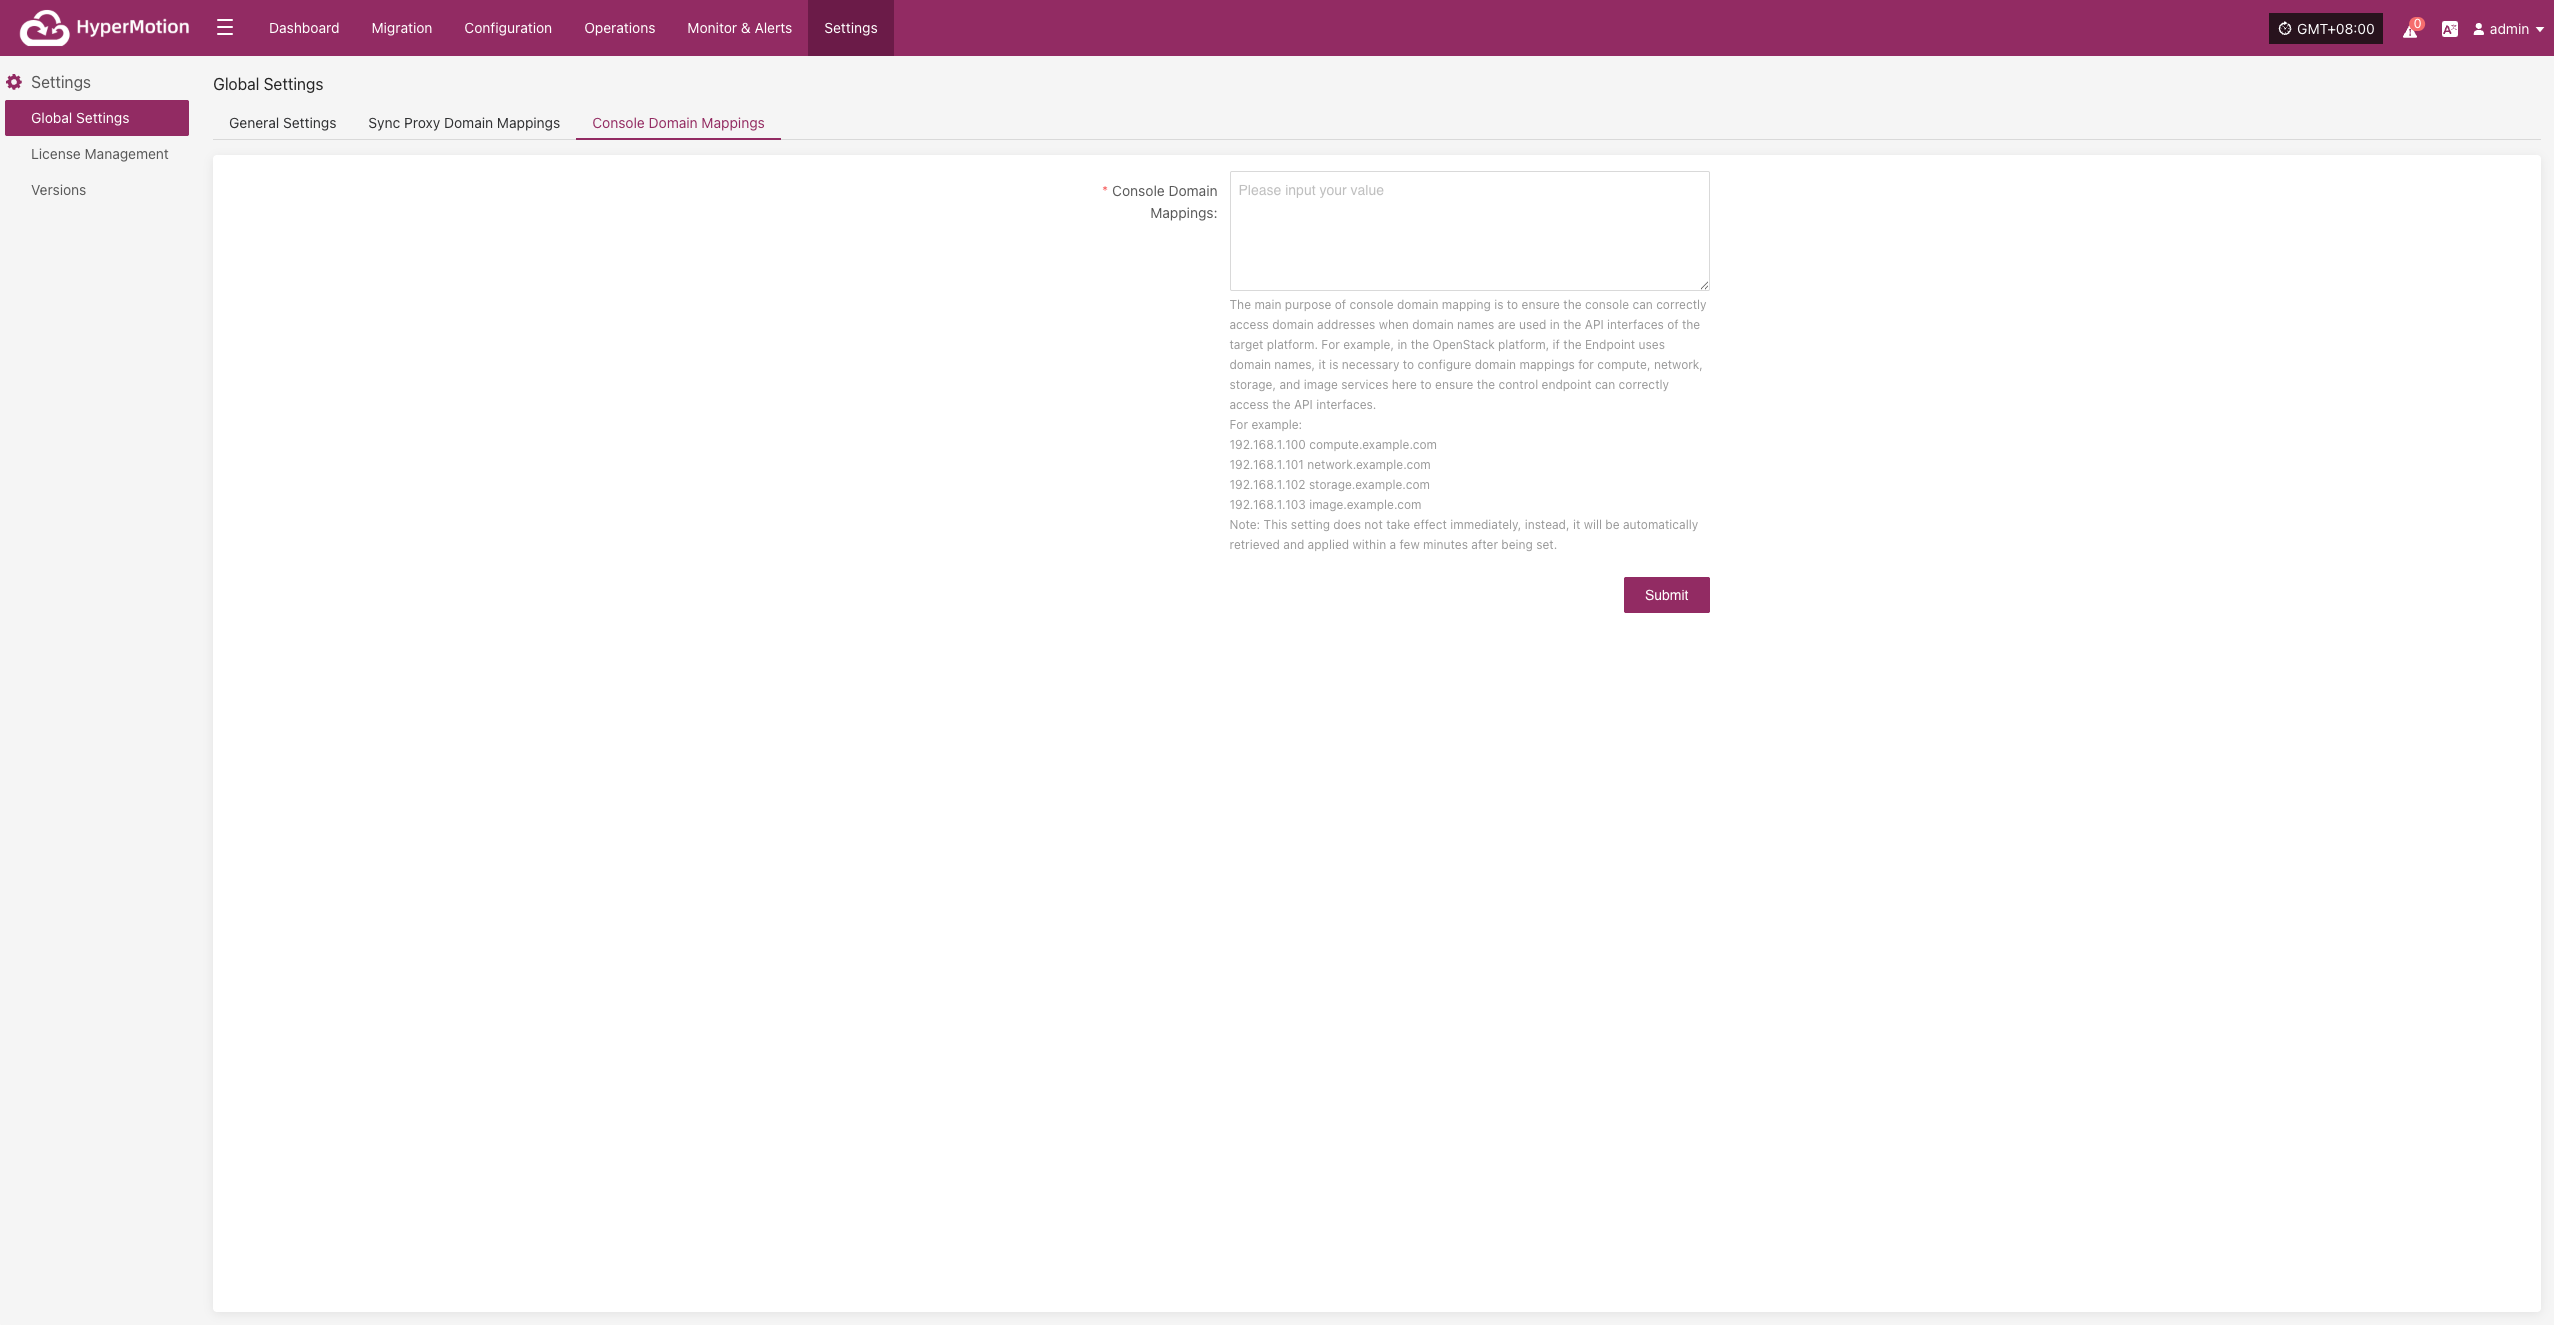 HyperMotion
Dashboard
Migration
Configuration
Operations
Monitor & Alerts
Settings
GMT+08:00
0
admin
Settings
Global Settings
License Management
Versions
Global Settings
General Settings
Sync Proxy Domain Mappings
Console Domain Mappings
* Console Domain
Mappings:
Please input your value
The main purpose of console domain mapping is to ensure the console can correctly
access domain addresses when domain names are used in the API interfaces of the
target platform. For example, in the OpenStack platform, if the Endpoint uses
domain names, it is necessary to configure domain mappings for compute, network,
storage, and image services here to ensure the control endpoint can correctly
access the API interfaces.
For example:
192.168.1.100 compute.example.com
192.168.1.101 network.example.com
192.168.1.102 storage.example.com
192.168.1.103 image.example.com
Note: This setting does not take effect immediately, instead, it will be automatically
retrieved and applied within a few minutes after being set.
Submit